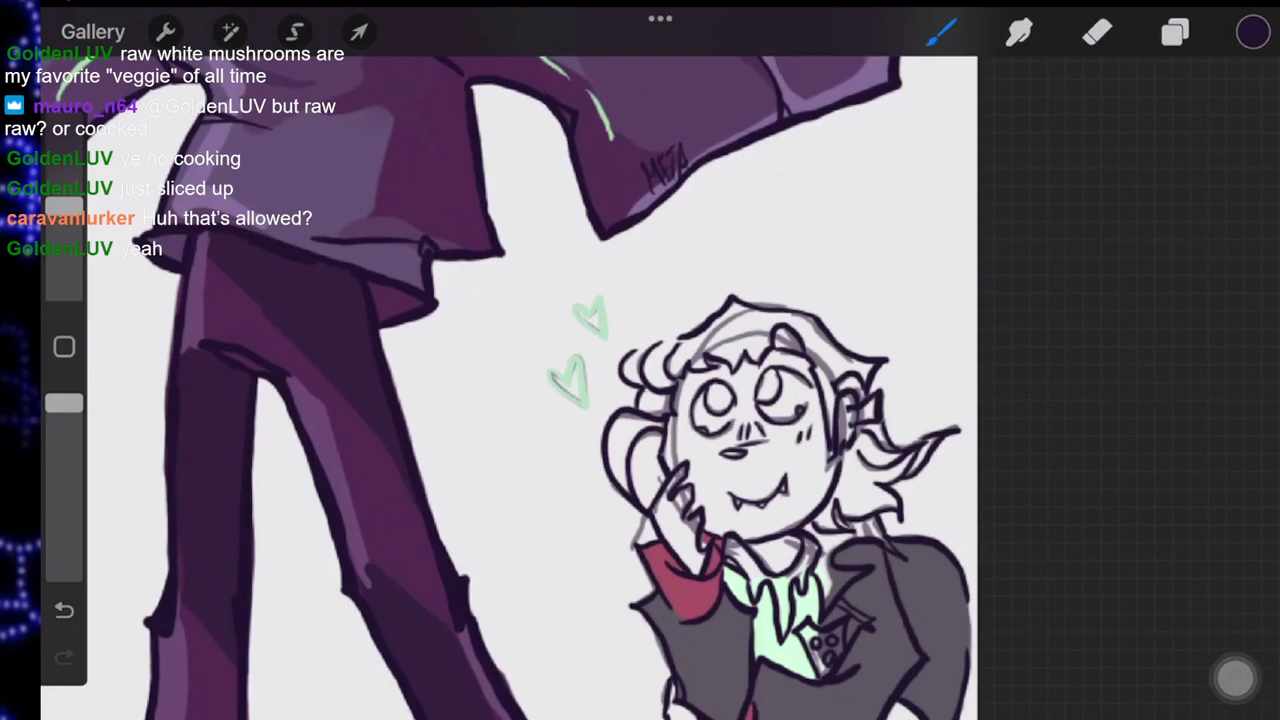 Gallery
GoldenLUV raw white mushrooms are
my favorite "veggie" of all time
mauro_n64 @GoldenLUV but raw
raw? or coocked
GoldenLUV ye no cooking
GoldenLUV just sliced up
caravanlurker Huh that's allowed?
GoldenLUV yeah
META